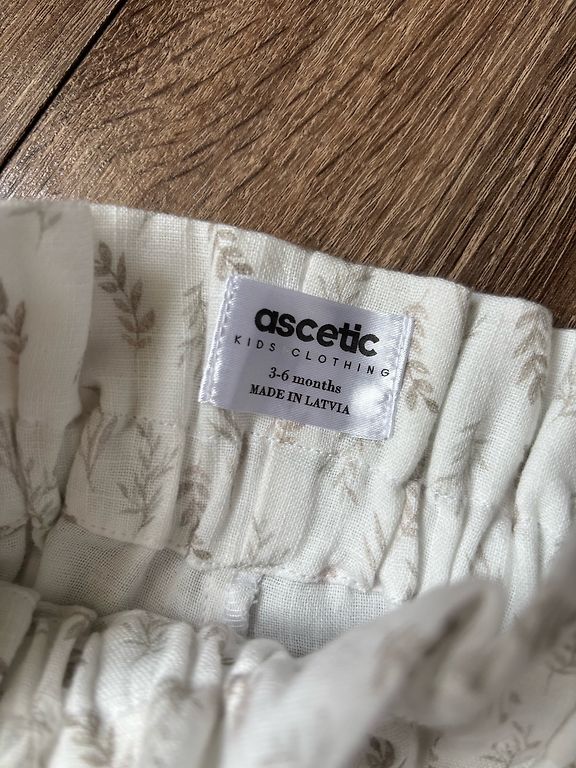 ascetic
KIDS CLOTHING
3-6 months
MADE IN LATVIA